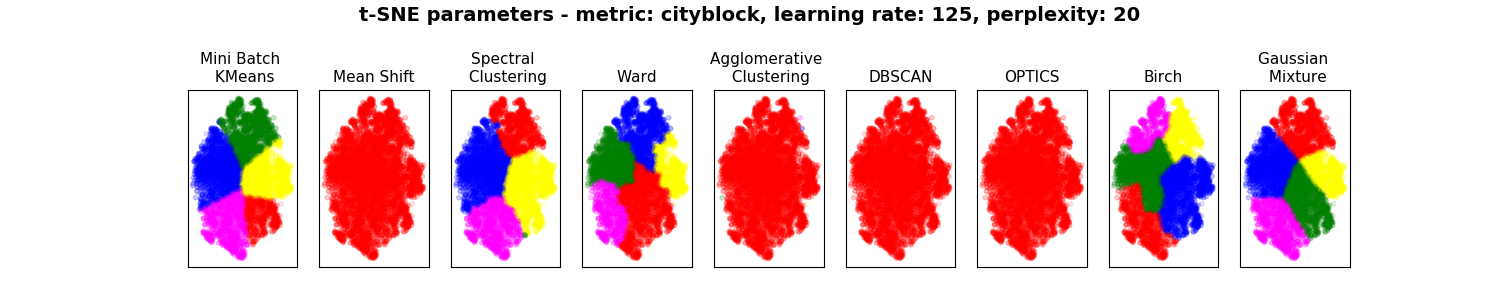 t-SNE parameters - metric: cityblock, learning rate: 125, perplexity: 20
Mini Batch
KMeans
Mean Shift
Spectral
Clustering
Ward
Agglomerative
Clustering
DBSCAN
OPTICS
Birch
Gaussian
Mixture